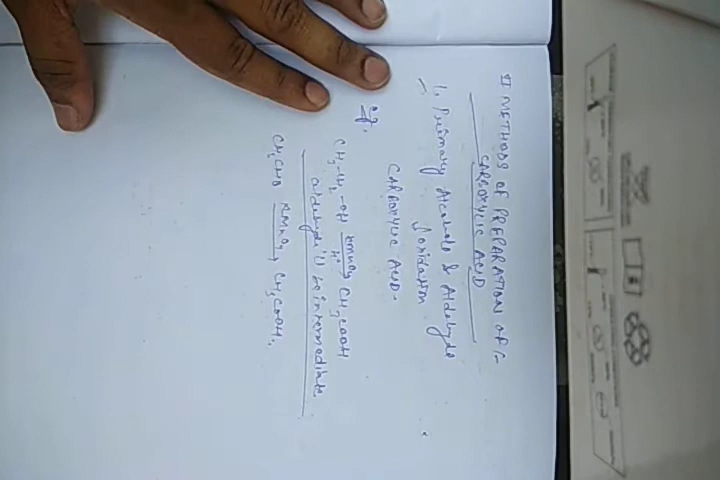 II METHODS OF PREPARATION OF :-
CARBOXYLIC ACID
1. Primary Alcohols & Aldehyde
↓ oxidation
CARBOXYLIC ACID.
eg.
CH3-CH2-OH KMnO4 CH3COOH
H+
aldehyde is intermediate
CH3CHO KMnO4 CH3COOH.